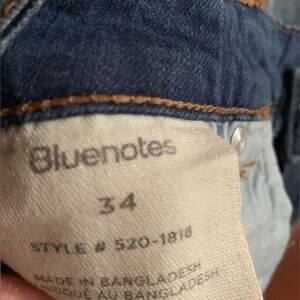 Bluenotes
34
STYLE # 520-1818
MADE IN BANGLADESH
AU BANGLADESH